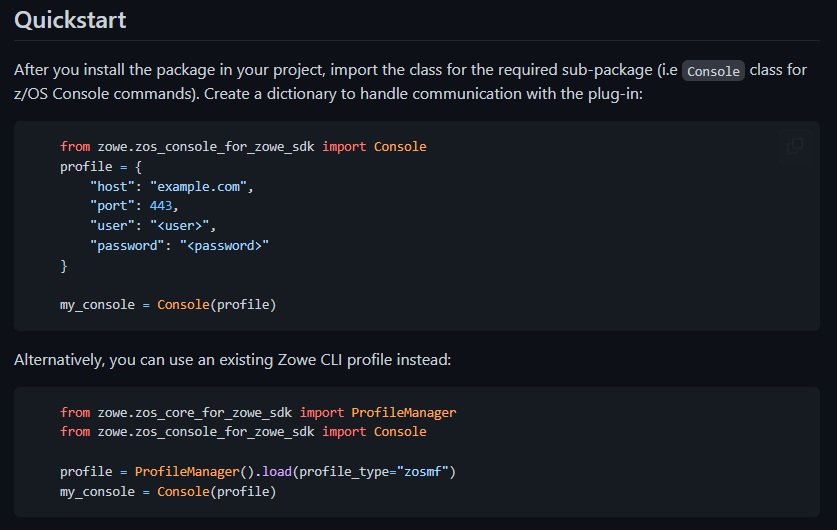 Quickstart
After you install the package in your project, import the class for the required sub-package (i.e Console class for
z/OS Console commands). Create a dictionary to handle communication with the plug-in:
from zowe.zos_console_for_zowe_sdk import Console
profile = {
    "host": "example.com",
    "port": 443,
    "user": "<user>",
    "password": "<password>"
}
my_console = Console(profile)
Alternatively, you can use an existing Zowe CLI profile instead:
from zowe.zos_core_for_zowe_sdk import ProfileManager
from zowe.zos_console_for_zowe_sdk import Console
profile = ProfileManager().load(profile_type="zosmf")
my_console = Console(profile)